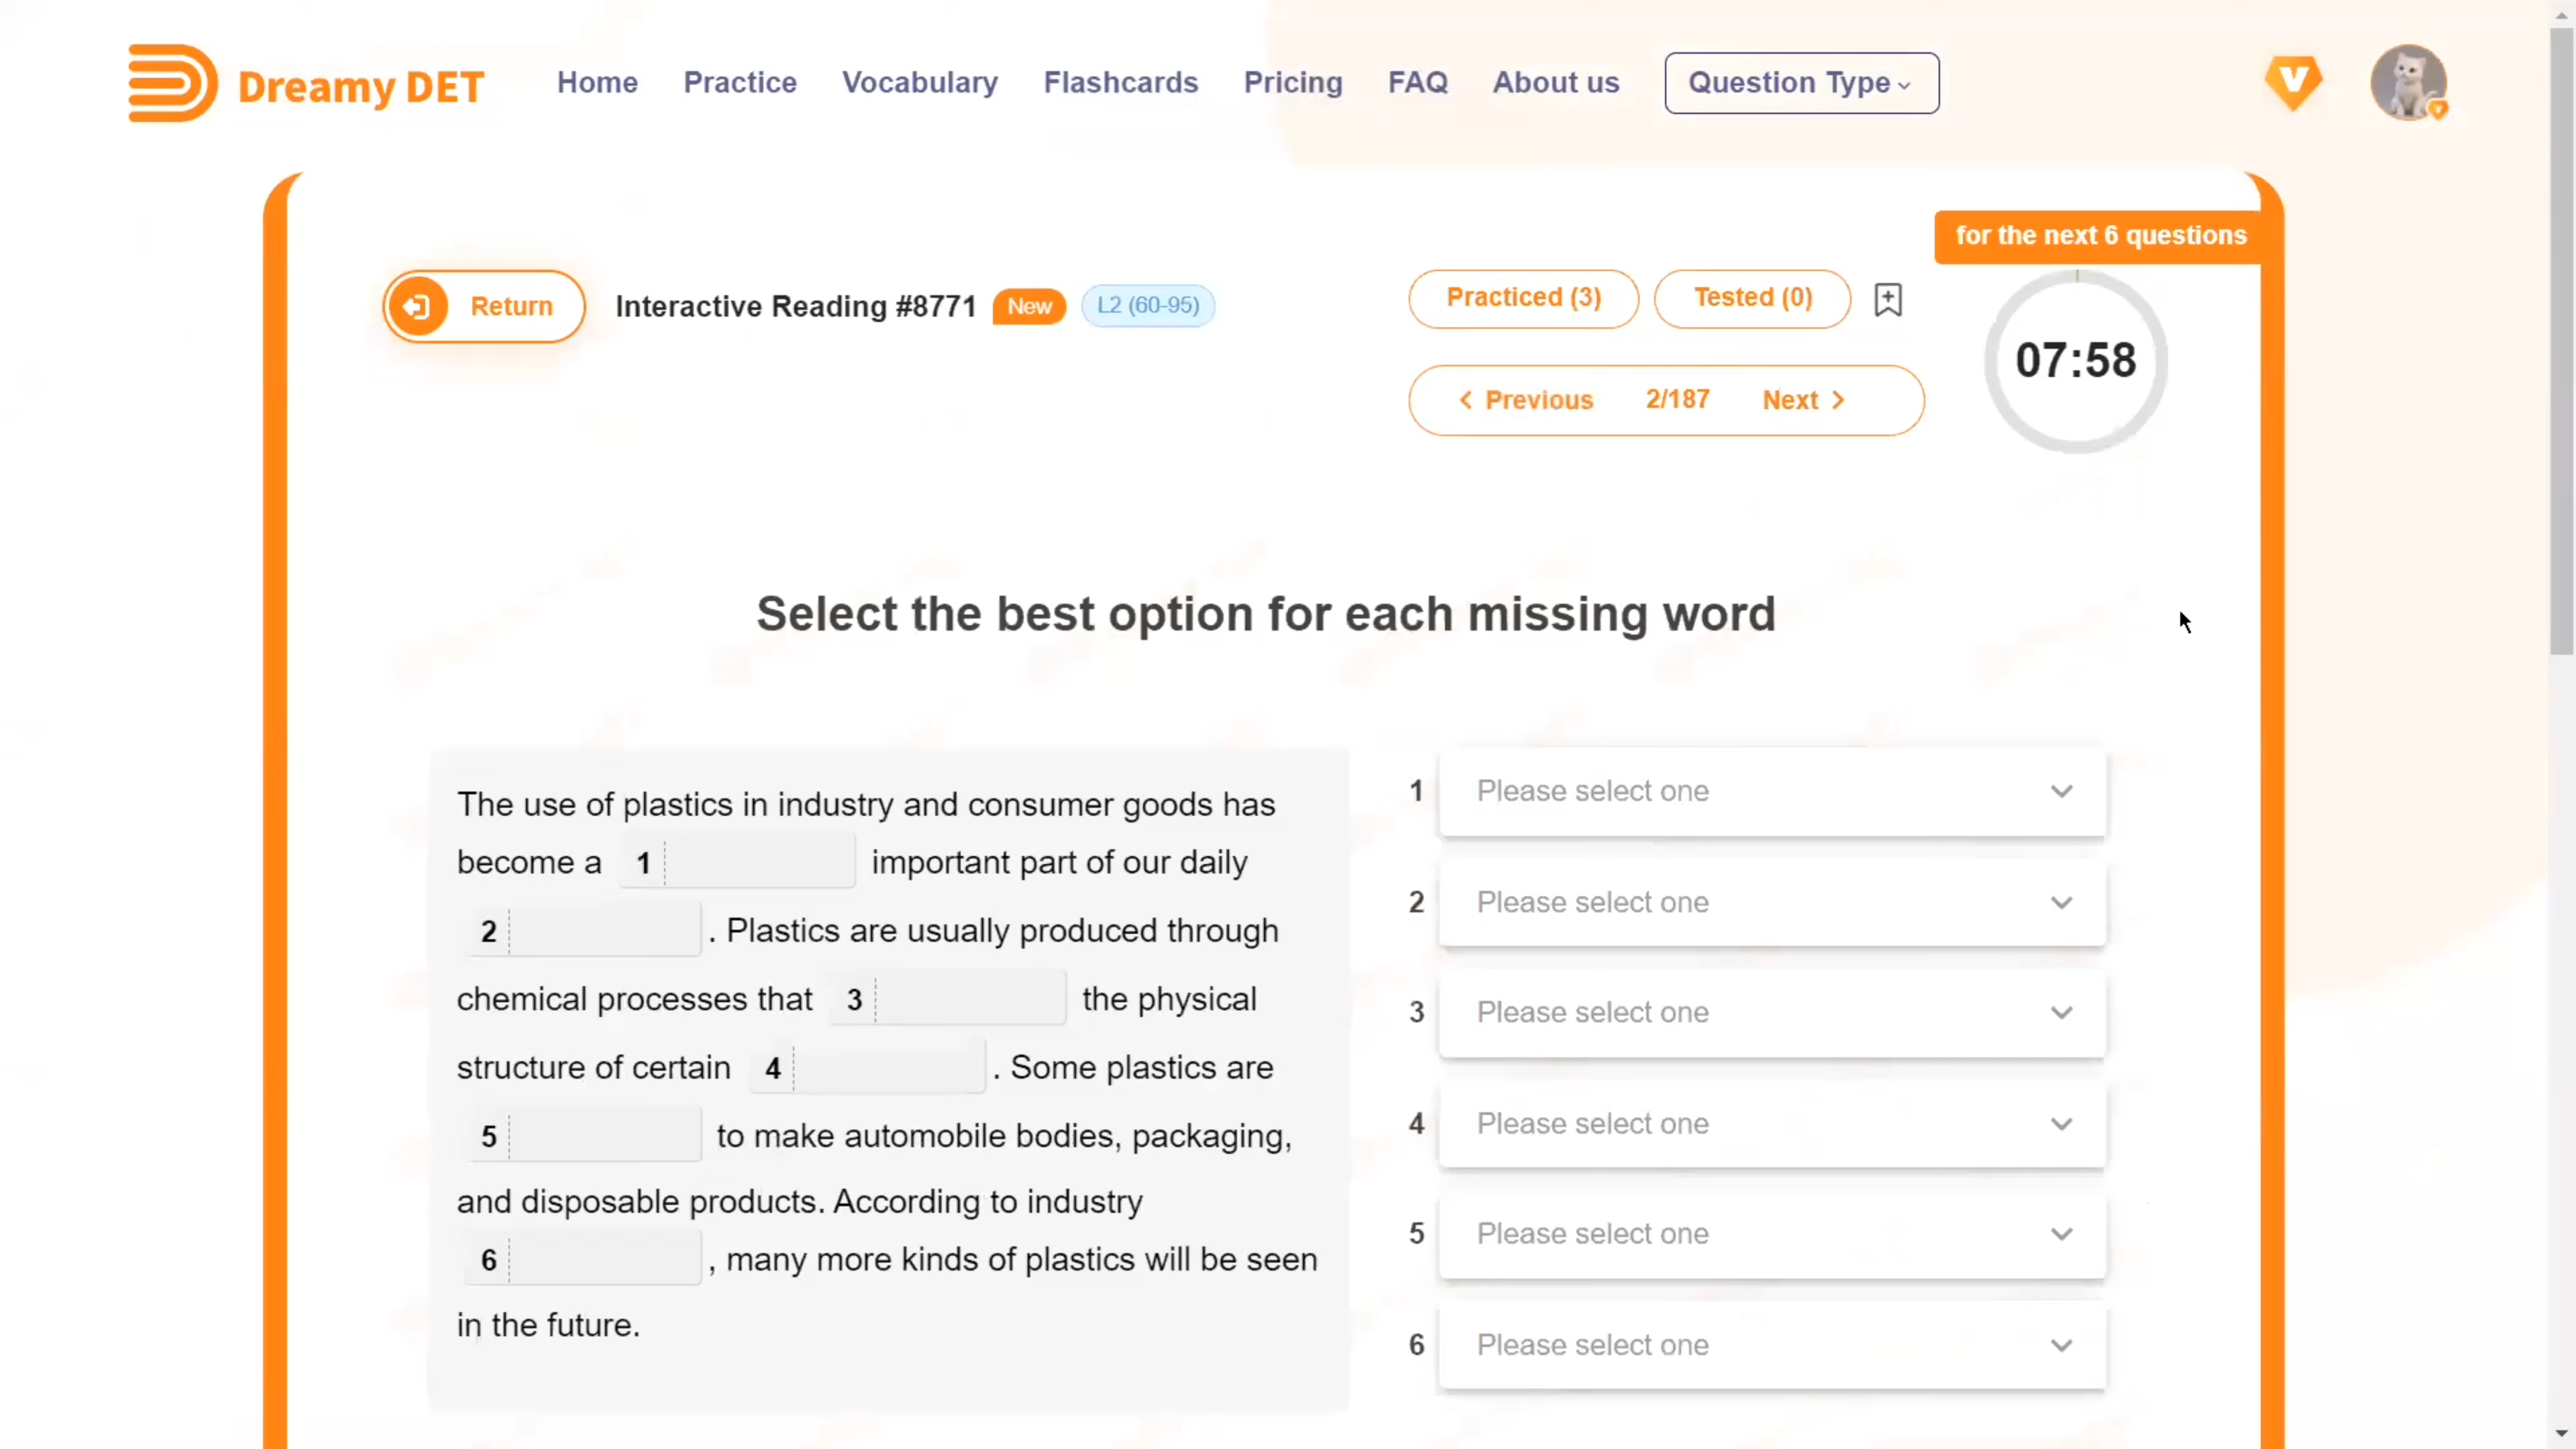 Dreamy DET Home Practice Vocabulary Flashcards Pricing FAQ About us Question Type
for the next 6 questions
Return Interactive Reading #8771 New L2 (60-95) Practiced (3) Tested (0)
07:58
Previous 2/187 Next
Select the best option for each missing word
The use of plastics in industry and consumer goods has
become a 1 important part of our daily
2 . Plastics are usually produced through
chemical processes that 3 the physical
structure of certain 4 . Some plastics are
5 to make automobile bodies, packaging,
and disposable products. According to industry
6 , many more kinds of plastics will be seen
in the future.
1 Please select one
2 Please select one
3 Please select one
4 Please select one
5 Please select one
6 Please select one